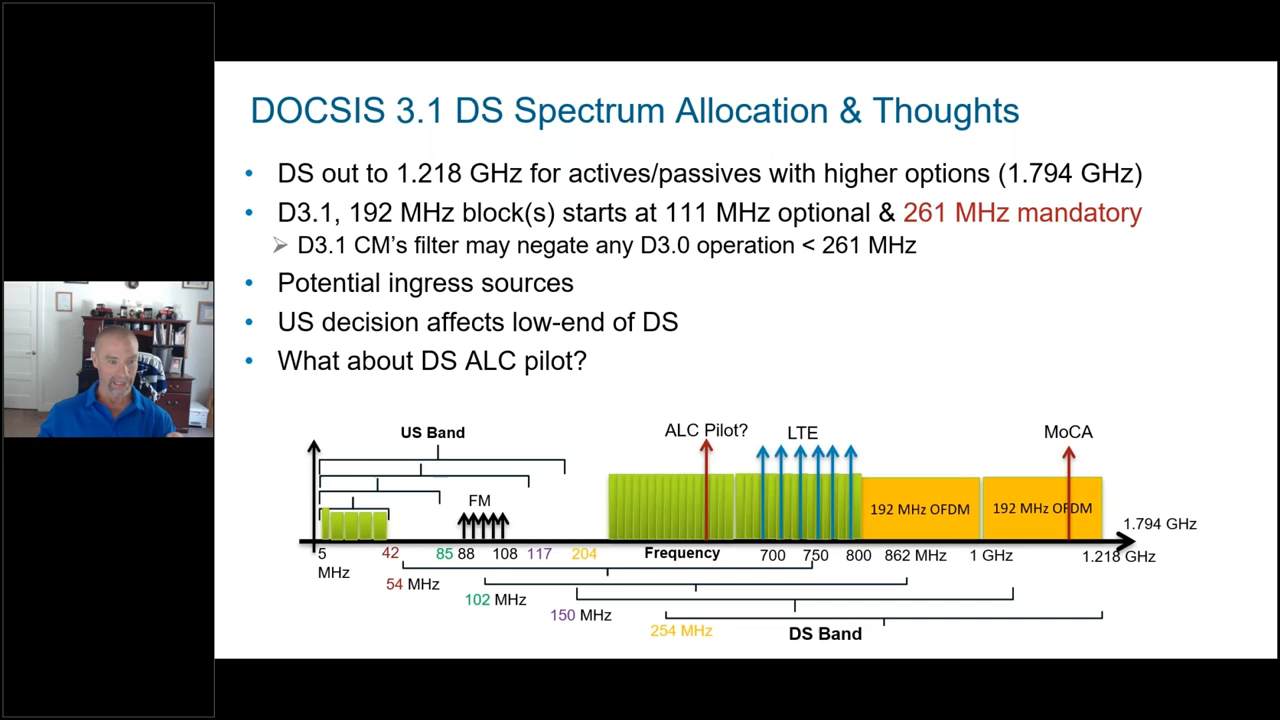 DOCSIS 3.1 DS Spectrum Allocation & Thoughts
• DS out to 1.218 GHz for actives/passives with higher options (1.794 GHz)
• D3.1, 192 MHz block(s) starts at 111 MHz optional & 261 MHz mandatory
➢ D3.1 CM’s filter may negate any D3.0 operation < 261 MHz
• Potential ingress sources
• US decision affects low-end of DS
• What about DS ALC pilot?
US Band
ALC Pilot?
LTE
MoCA
FM
192 MHz OFDM
192 MHz OFDM
1.794 GHz
5
MHz
42
85
88
108
117
204
Frequency
700
750
800
862 MHz
1 GHz
1.218 GHz
54 MHz
102 MHz
150 MHz
254 MHz
DS Band